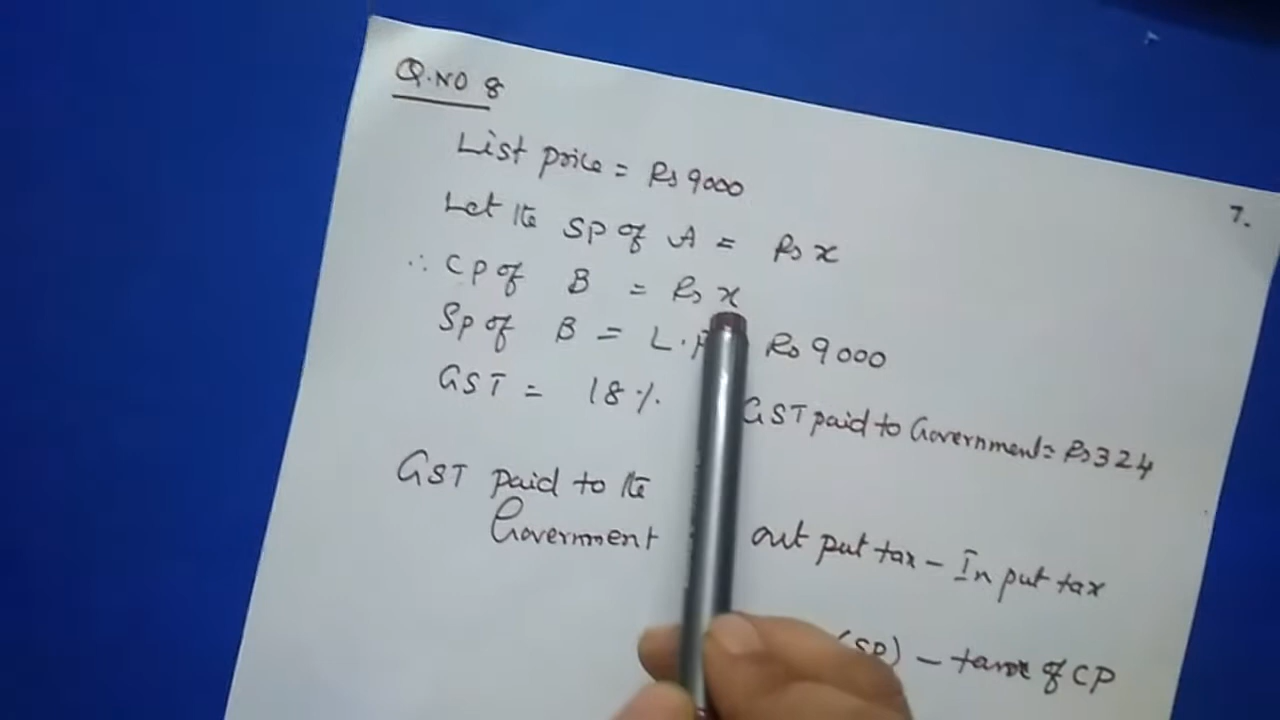 Q.NO 8
List price = Rs 9000
7.
Let the SP of A = Rs x
∴ CP of B = Rs x
Sp of B = L. Rs 9000
GST = 18%
GST paid to Government = Rs 324
GST paid to the
Government out put tax - In put tax
(SP) - of CP